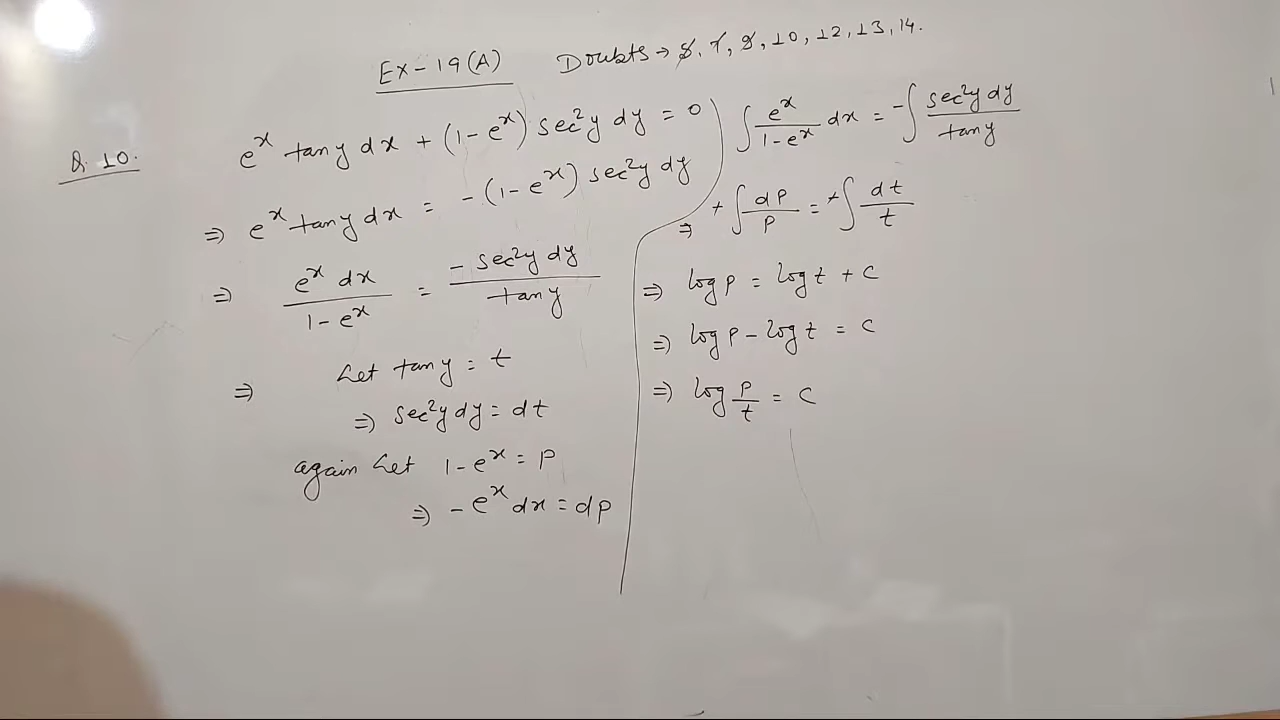 Ex-19(A) Doubts → 8, 7, 9, 10, 12, 13, 14.
Q. 10. e^x tan y dx + (1 - e^x) sec²y dy = 0
⇒ e^x tan y dx = -(1 - e^x) sec²y dy
⇒ e^x dx / (1 - e^x) = - sec²y dy / tan y
⇒ Let tan y = t
⇒ sec²y dy = dt
again Let 1 - e^x = p
⇒ -e^x dx = dp
∫ e^x / (1 - e^x) dx = -∫ sec²y dy / tan y
⇒ +∫ dp / p = +∫ dt / t
⇒ log p = log t + c
⇒ log p - log t = c
⇒ log p/t = c